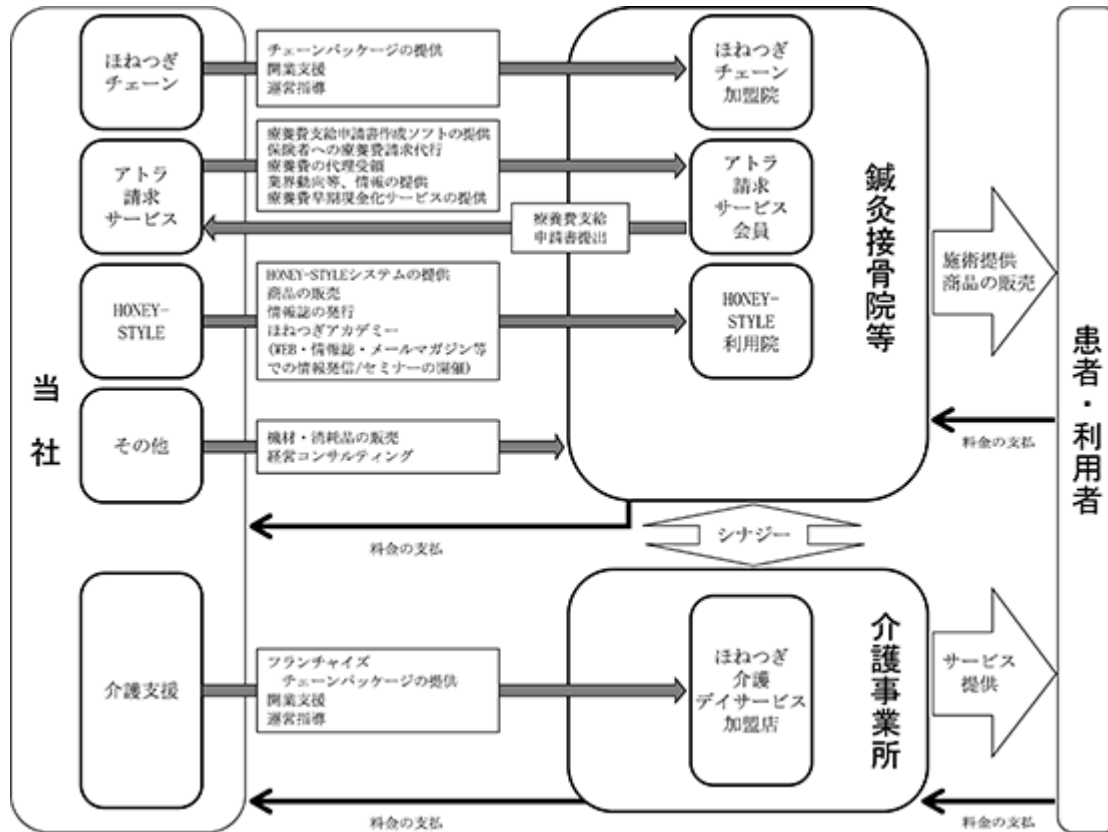 当社
ほねつぎ
チェーン
チェーンパッケージの提供
開業支援
運営指導
ほねつぎ
チェーン
加盟院
アトラ
請求
サービス
療養費支給申請書作成ソフトの提供
保険者への療養費請求代行
療養費の代理受領
業界動向等、情報の提供
療養費早期現金化サービスの提供
アトラ
請求
サービス
会員
療養費支給
申請書提出
HONEY-
STYLE
HONEY-STYLEシステムの提供
商品の販売
情報誌の発行
ほねつぎアカデミー
(WEB・情報誌・メールマガジン等
での情報発信/セミナーの開催)
HONEY-
STYLE
利用院
その他
機材・消耗品の販売
経営コンサルティング
鍼灸接骨院等
施術提供
商品の販売
料金の支払
患者・利用者
料金の支払
シナジー
介護支援
フランチャイズ
チェーンパッケージの提供
開業支援
運営指導
ほねつぎ
介護
デイサービス
加盟店
介護事業所
サービス
提供
料金の支払
料金の支払